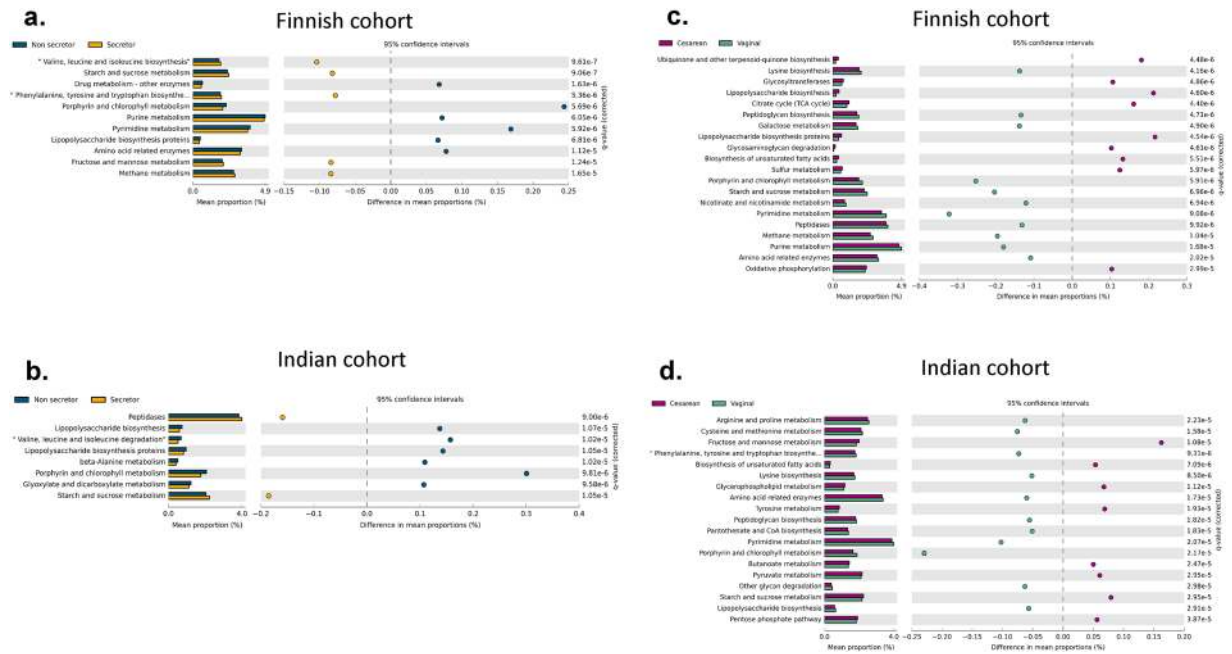 a.
Finnish cohort
Non secretor
Secretor
95% confidence intervals
" Valine, leucine and isoleucine biosynthesis"
9.61e-7
Starch and sucrose metabolism
9.06e-7
Drug metabolism - other enzymes
1.63e-6
" Phenylalanine, tyrosine and tryptophan biosynthe...
9.36e-6
Porphyrin and chlorophyll metabolism
5.69e-6
Purine metabolism
6.05e-6
Pyrimidine metabolism
5.92e-6
Lipopolysaccharide biosynthesis proteins
6.81e-6
Amino acid related enzymes
1.12e-5
Fructose and mannose metabolism
1.24e-5
Methane metabolism
1.65e-5
q-value (corrected)
0.0 4.9
−0.15 −0.10 −0.05 0.00 0.05 0.10 0.15 0.20 0.25
Mean proportion (%)
Difference in mean proportions (%)
b.
Indian cohort
Non secretor
Secretor
95% confidence intervals
Peptidases
9.00e-6
Lipopolysaccharide biosynthesis
1.07e-5
" Valine, leucine and isoleucine degradation"
1.02e-5
Lipopolysaccharide biosynthesis proteins
1.05e-5
beta-Alanine metabolism
1.02e-5
Porphyrin and chlorophyll metabolism
9.81e-6
Glyoxylate and dicarboxylate metabolism
9.58e-6
Starch and sucrose metabolism
1.05e-5
q-value (corrected)
0.0 4.0
−0.2 −0.1 0.0 0.1 0.2 0.3 0.4
Mean proportion (%)
Difference in mean proportions (%)
c.
Finnish cohort
Cesarean
Vaginal
95% confidence intervals
Ubiquinone and other terpenoid-quinone biosynthesis
4.48e-6
Lysine biosynthesis
4.16e-6
Glycosyltransferases
4.86e-6
Lipopolysaccharide biosynthesis
4.60e-6
Citrate cycle (TCA cycle)
4.40e-6
Peptidoglycan biosynthesis
4.73e-6
Galactose metabolism
4.90e-6
Lipopolysaccharide biosynthesis proteins
4.54e-6
Glycosaminoglycan degradation
4.61e-6
Biosynthesis of unsaturated fatty acids
5.51e-6
Sulfur metabolism
5.97e-6
Porphyrin and chlorophyll metabolism
5.91e-6
Starch and sucrose metabolism
6.96e-6
Nicotinate and nicotinamide metabolism
6.94e-6
Pyrimidine metabolism
9.08e-6
Peptidases
9.92e-6
Methane metabolism
1.04e-5
Purine metabolism
1.68e-5
Amino acid related enzymes
2.02e-5
Oxidative phosphorylation
2.99e-5
q-value (corrected)
0.0 4.9
−0.4 −0.3 −0.2 −0.1 0.0 0.1 0.2 0.3
Mean proportion (%)
Difference in mean proportions (%)
d.
Indian cohort
Cesarean
Vaginal
95% confidence intervals
Arginine and proline metabolism
2.23e-5
Cysteine and methionine metabolism
1.58e-5
Fructose and mannose metabolism
1.08e-5
" Phenylalanine, tyrosine and tryptophan biosynthe...
9.31e-6
Biosynthesis of unsaturated fatty acids
7.09e-6
Lysine biosynthesis
8.50e-6
Glycerophospholipid metabolism
1.12e-5
Amino acid related enzymes
1.73e-5
Tyrosine metabolism
1.93e-5
Peptidoglycan biosynthesis
1.82e-5
Pantothenate and CoA biosynthesis
1.83e-5
Pyrimidine metabolism
2.07e-5
Porphyrin and chlorophyll metabolism
2.17e-5
Butanoate metabolism
2.47e-5
Pyruvate metabolism
2.95e-5
Other glycan degradation
2.98e-5
Starch and sucrose metabolism
2.95e-5
Lipopolysaccharide biosynthesis
2.91e-5
Pentose phosphate pathway
3.87e-5
q-value (corrected)
0.0 4.0
−0.25 −0.20 −0.15 −0.10 −0.05 0.00 0.05 0.10 0.15 0.20
Mean proportion (%)
Difference in mean proportions (%)